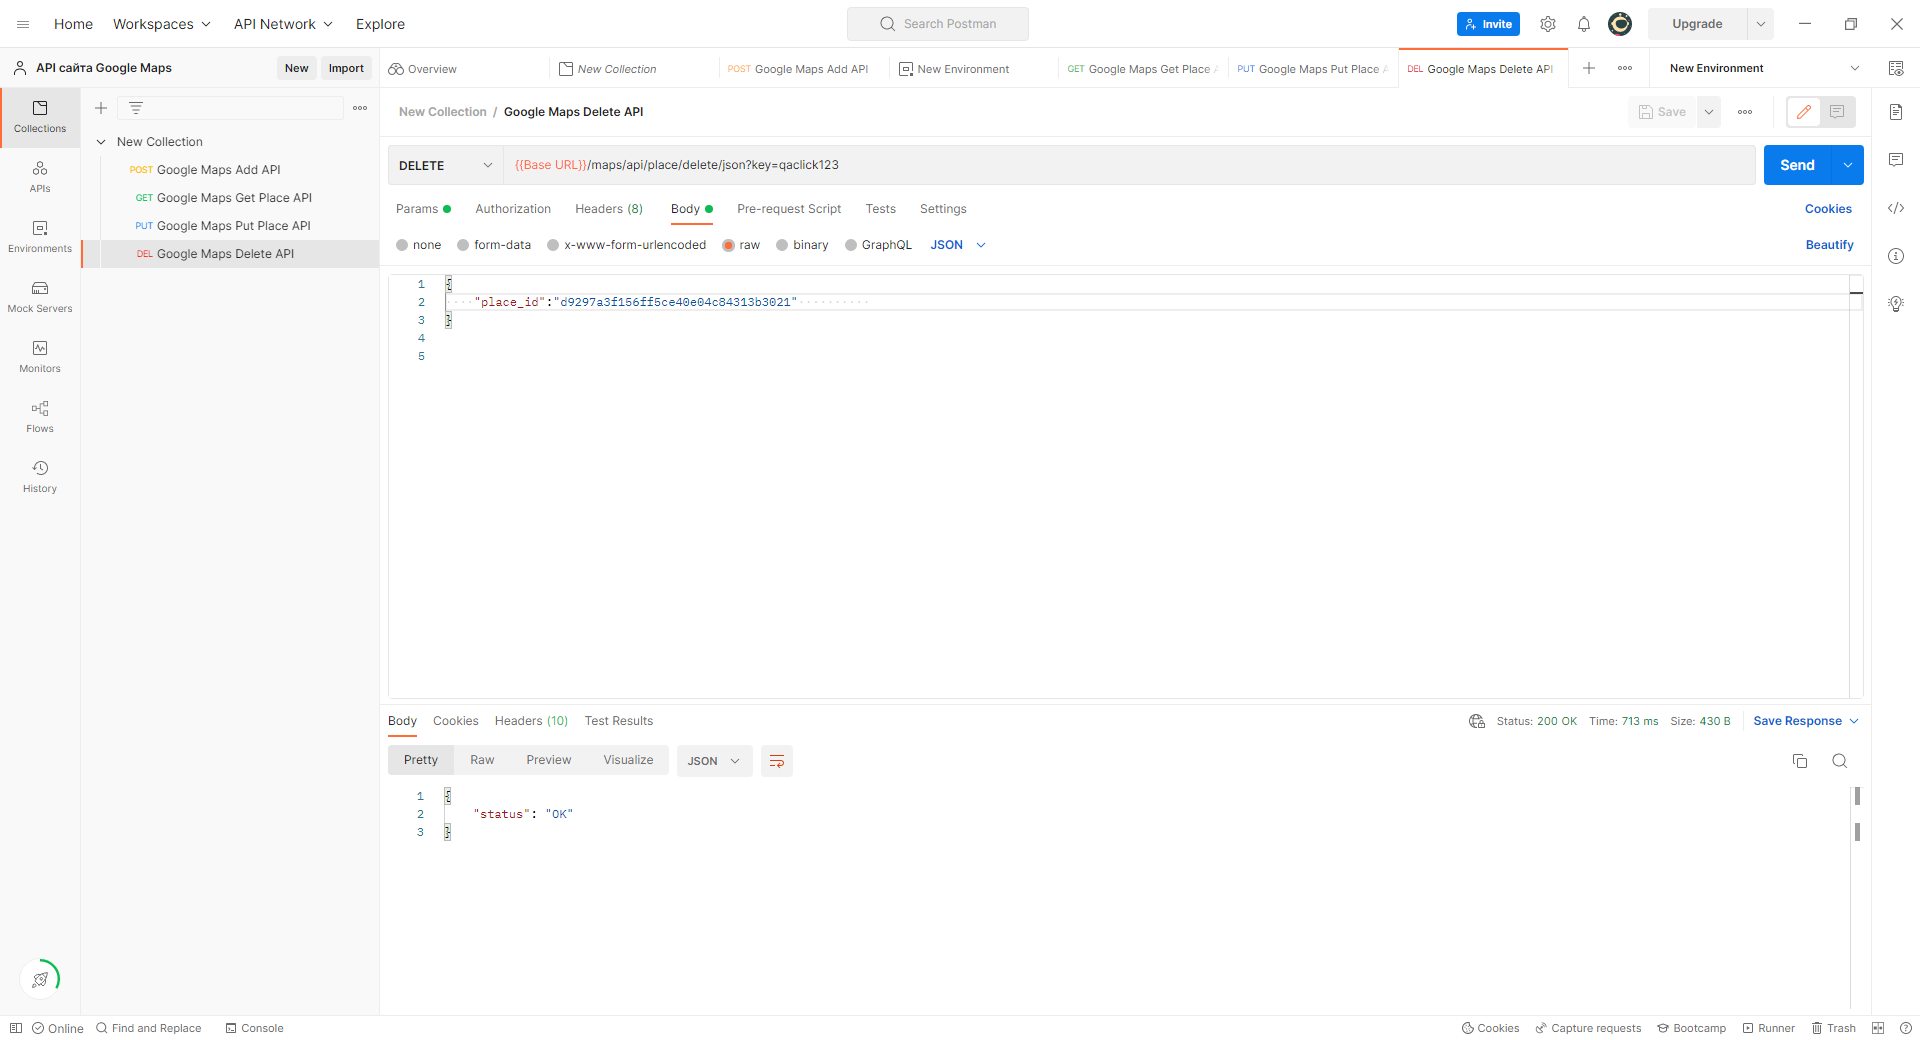 Home Workspaces API Network Explore Search Postman Invite Upgrade
API сайта Google Maps New Import Overview New Collection POST Google Maps Add API New Environment GET Google Maps Get Place PUT Google Maps Put Place DEL Google Maps Delete API New Environment
Collections
APIs
Environments
Mock Servers
Monitors
Flows
History
New Collection
POST Google Maps Add API
GET Google Maps Get Place API
PUT Google Maps Put Place API
DEL Google Maps Delete API
New Collection / Google Maps Delete API Save
DELETE {{Base URL}}/maps/api/place/delete/json?key=qaclick123 Send
Params Authorization Headers (8) Body Pre-request Script Tests Settings Cookies
none form-data x-www-form-urlencoded raw binary GraphQL JSON Beautify
1 {
2 "place_id":"d9297a3f156ff5ce40e04c84313b3021"
3 }
4
5
Body Cookies Headers (10) Test Results Status: 200 OK Time: 713 ms Size: 430 B Save Response
Pretty Raw Preview Visualize JSON
1 {
2 "status": "OK"
3 }
Online Find and Replace Console Cookies Capture requests Bootcamp Runner Trash